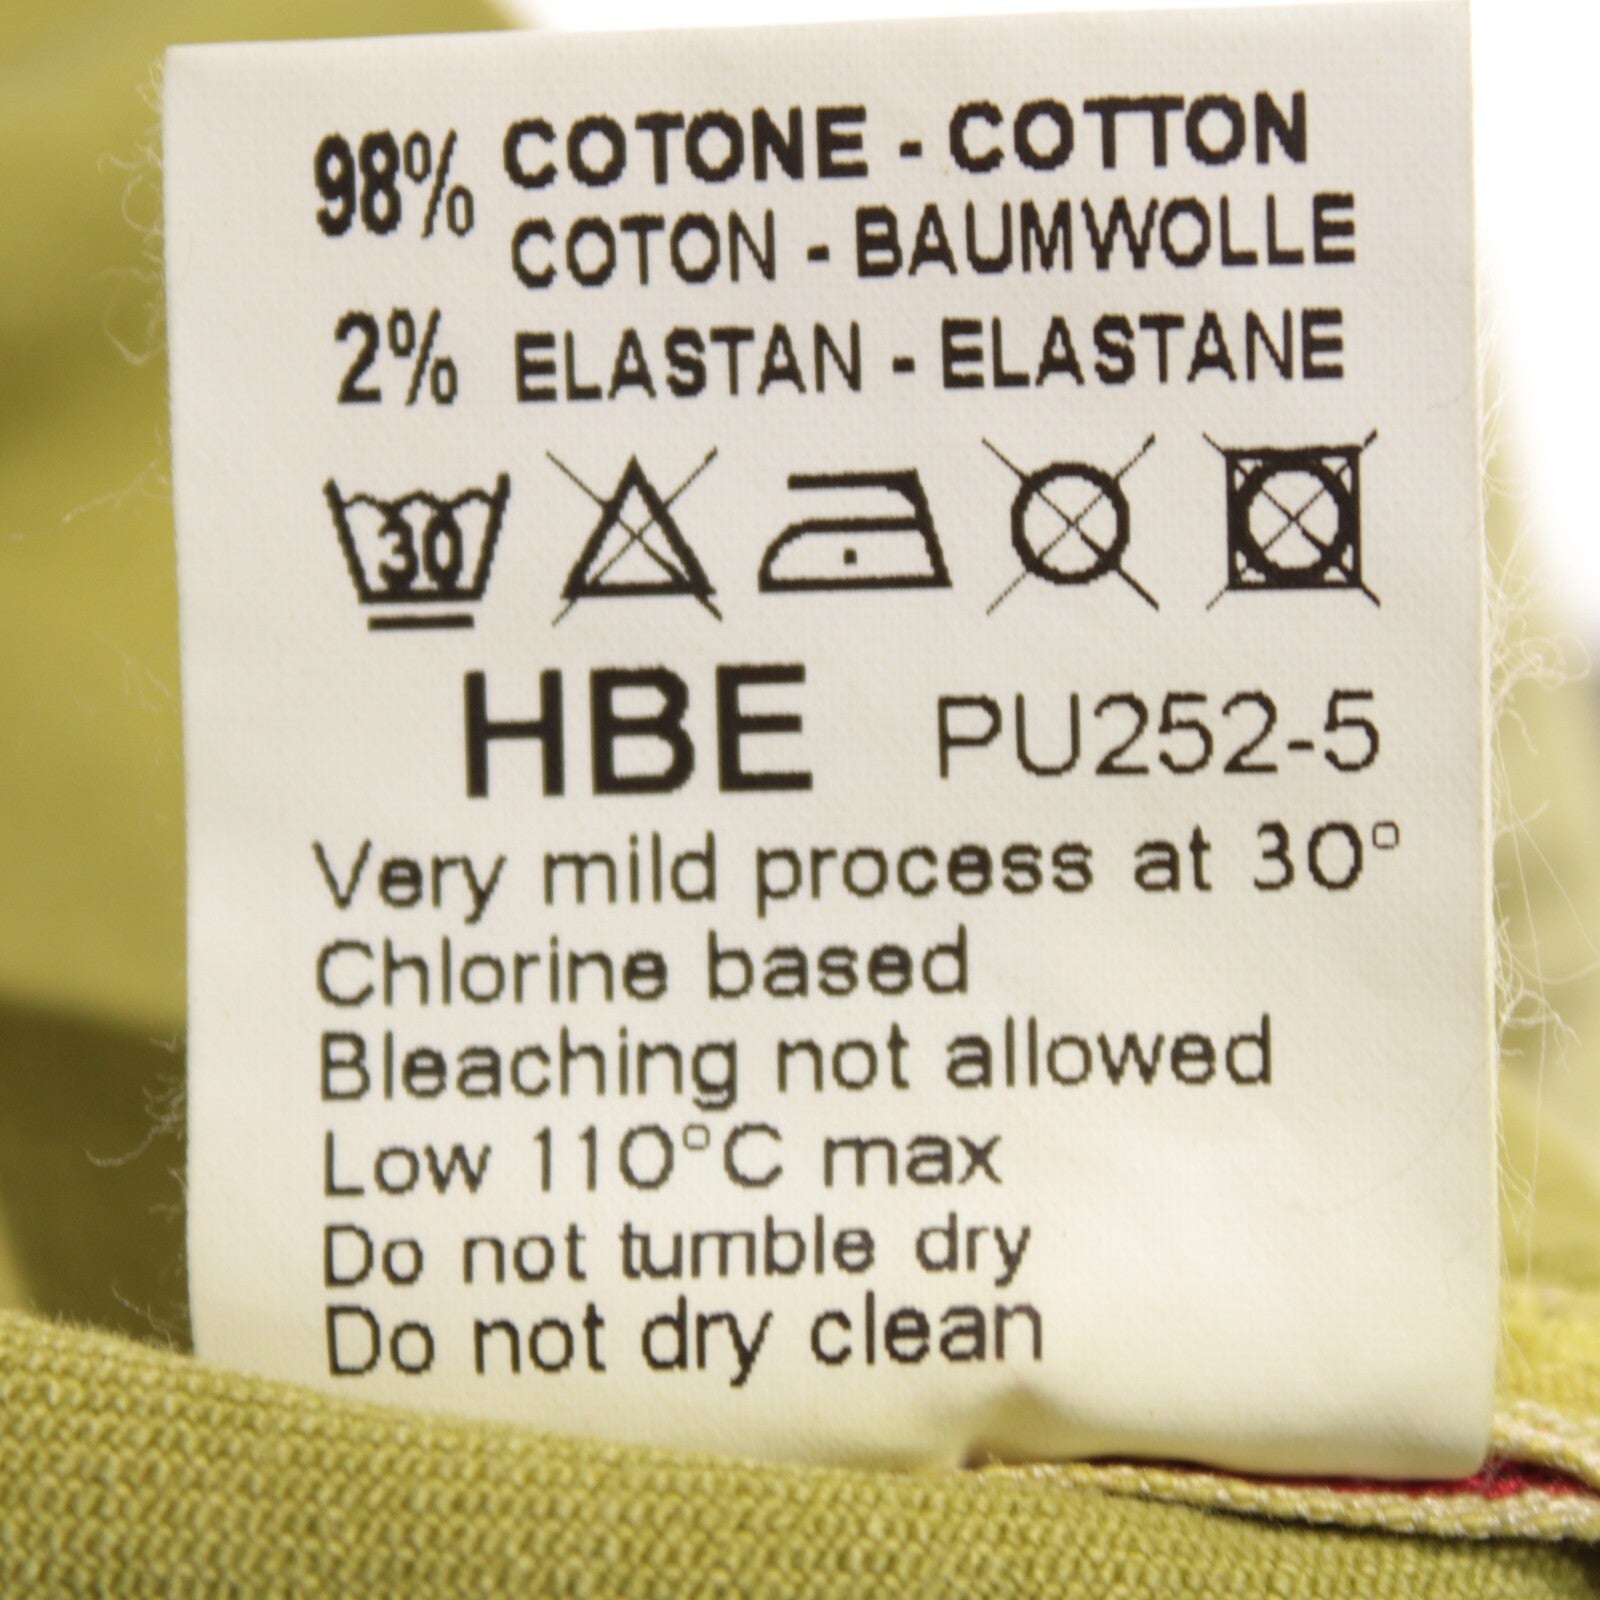 98% COTONE - COTTON
COTON - BAUMWOLLE
2% ELASTAN - ELASTANE
30
HBE PU252-5
Very mild process at 30°
Chlorine based
Bleaching not allowed
Low 110°C max
Do not tumble dry
Do not dry clean